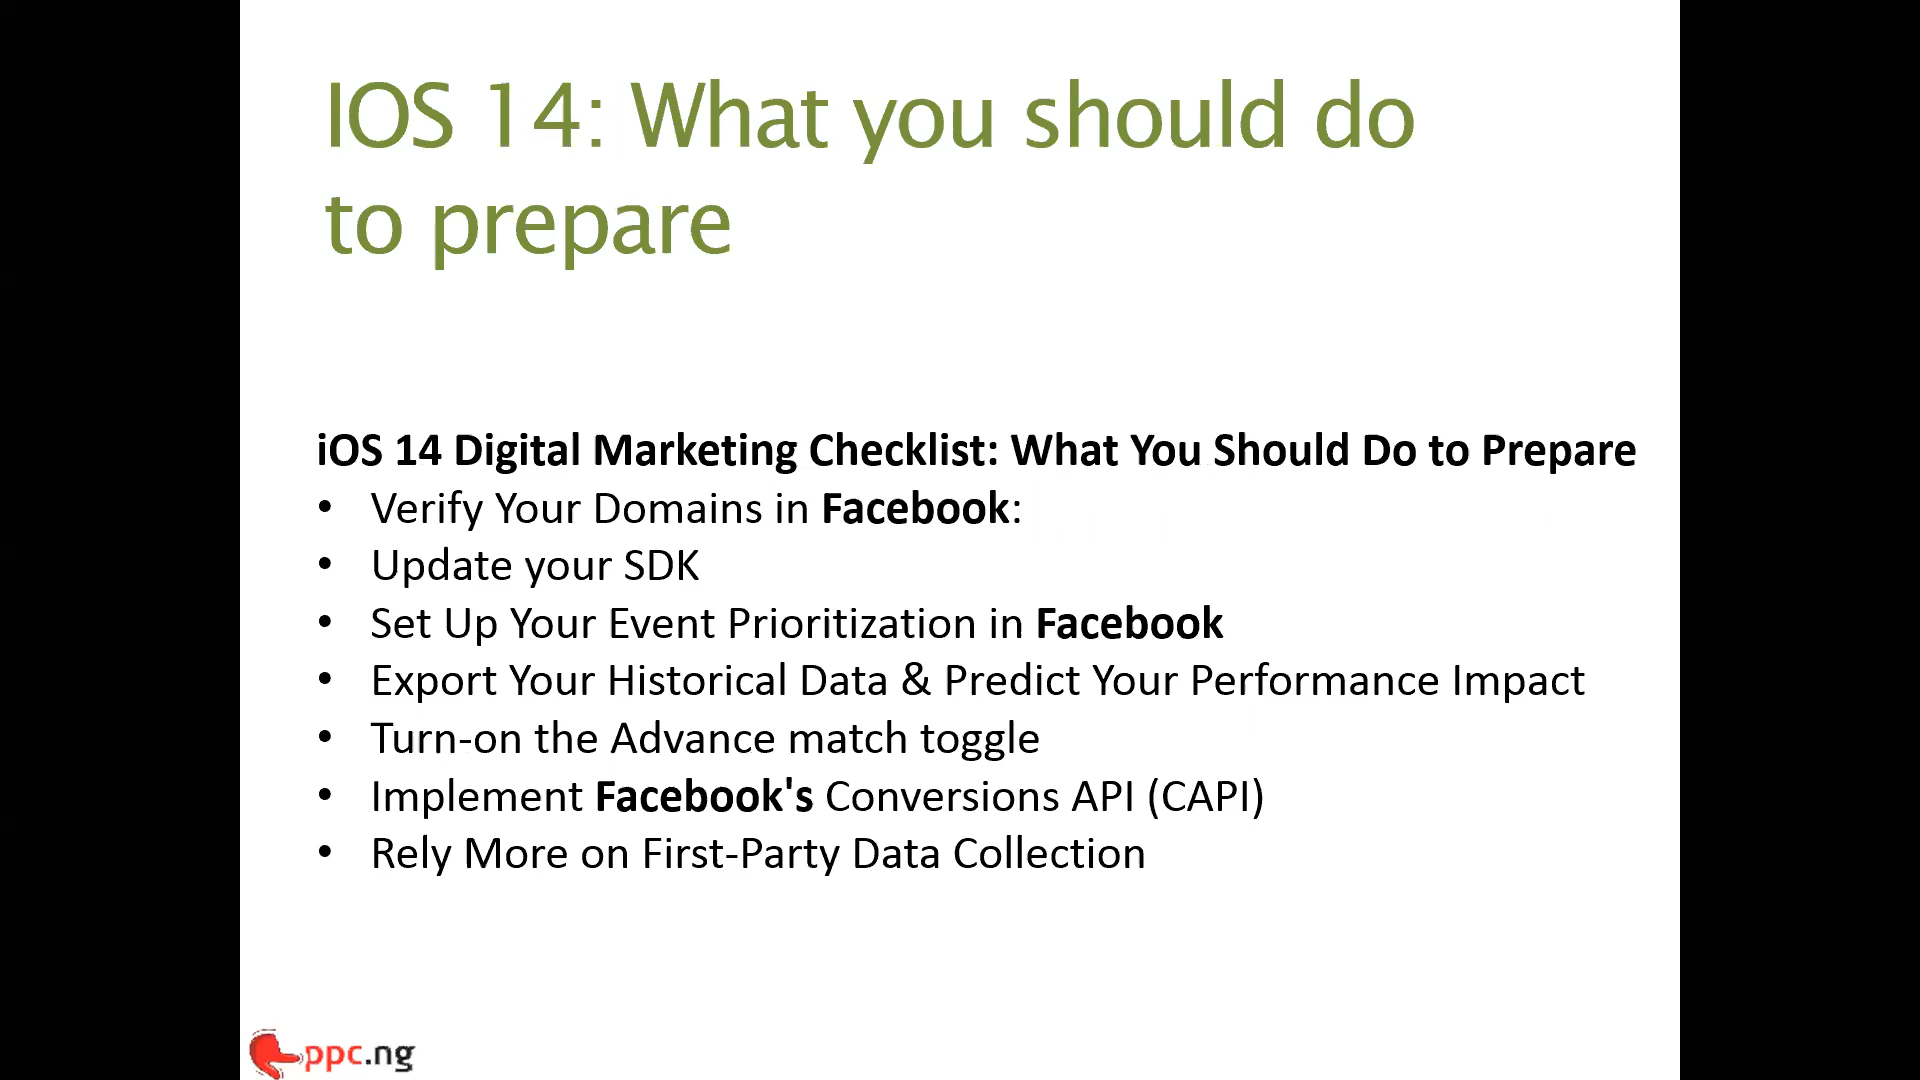 IOS 14: What you should do
to prepare
iOS 14 Digital Marketing Checklist: What You Should Do to Prepare
• Verify Your Domains in Facebook:
• Update your SDK
• Set Up Your Event Prioritization in Facebook
• Export Your Historical Data & Predict Your Performance Impact
• Turn-on the Advance match toggle
• Implement Facebook's Conversions API (CAPI)
• Rely More on First-Party Data Collection
ppc.ng